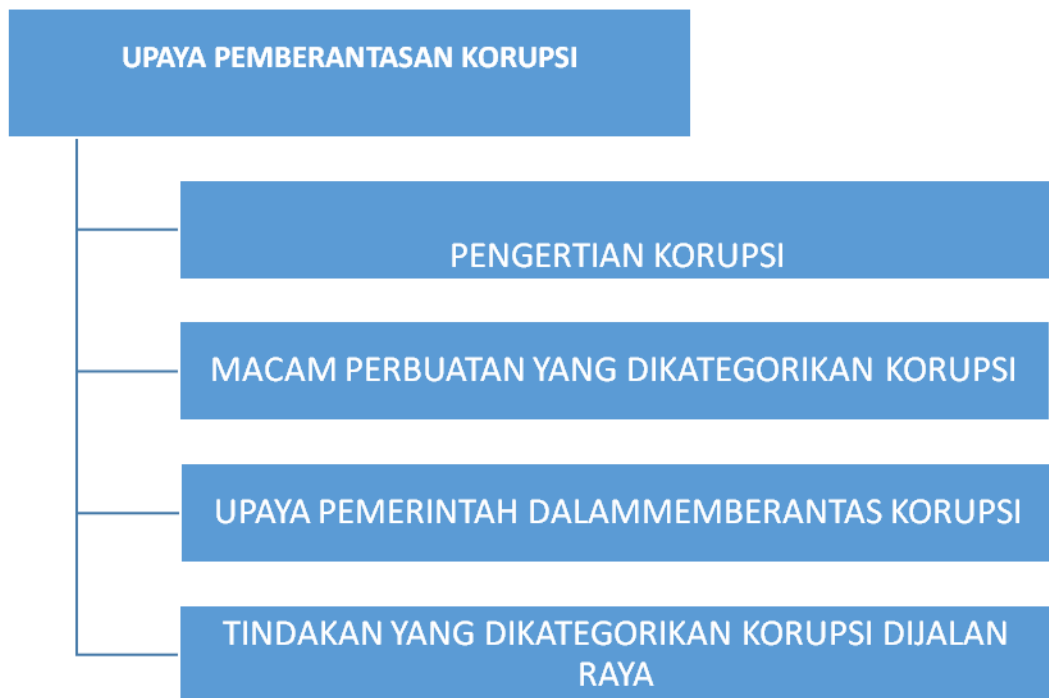 UPAYA PEMBERANTASAN KORUPSI
PENGERTIAN KORUPSI
MACAM PERBUATAN YANG DIKATEGORIKAN KORUPSI
UPAYA PEMERINTAH DALAMMEMBERANTAS KORUPSI
TINDAKAN YANG DIKATEGORIKAN KORUPSI DIJALAN
RAYA